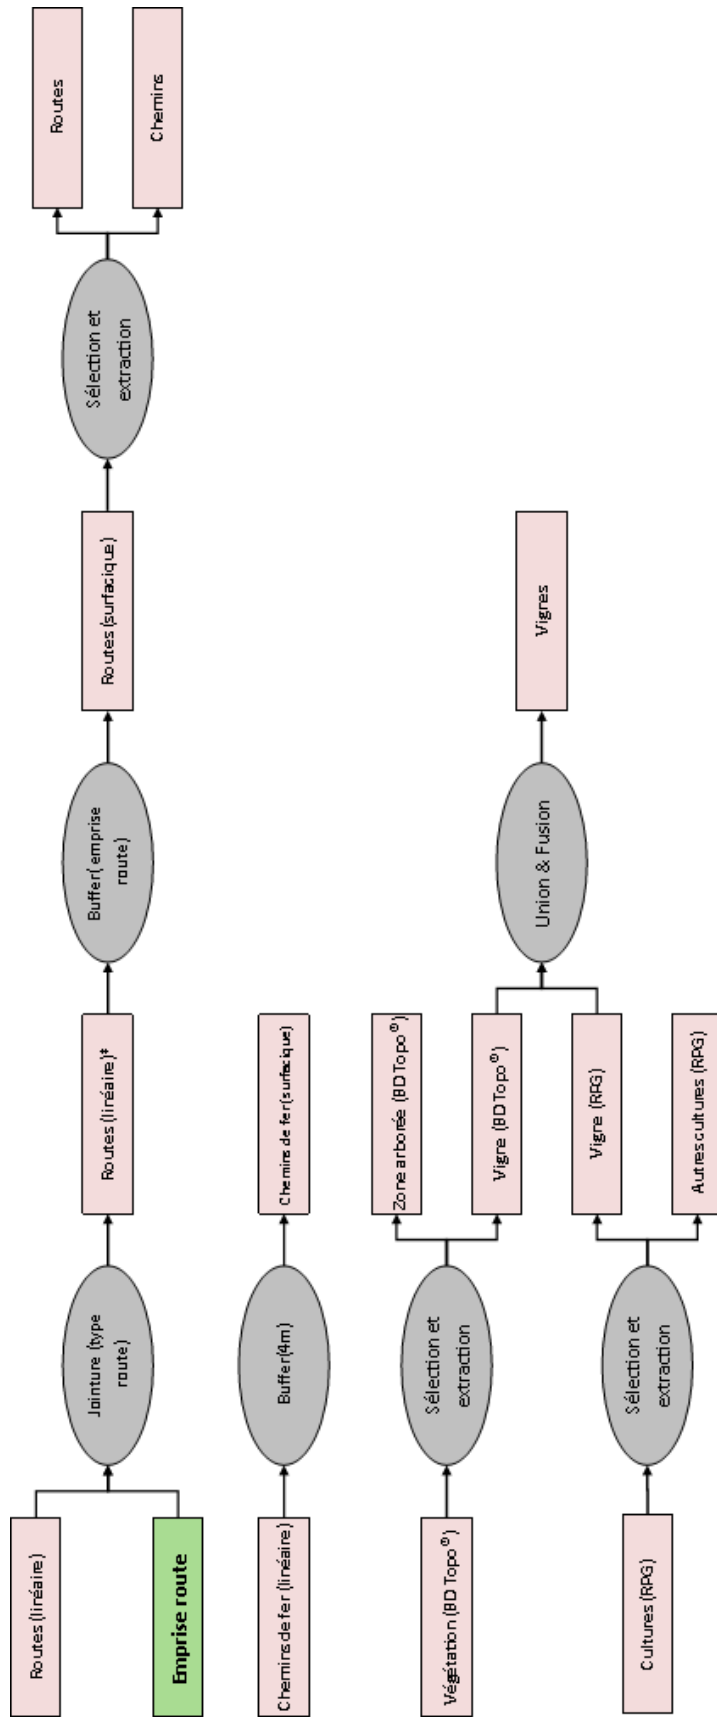 Routes (linéaire)
Emprise route
Jointure (type
route)
Routes (linéaire)*
Buffer( emprise
route)
Routes (surfacique)
Sélection et
extraction
Routes
Chemins
Chemins de fer (linéaire)
Buffer(4m)
Chemins de fer(surfacique)
Végétation (BD Topo®)
Sélection et
extraction
Zone arborée (BD Topo®)
Vigne (BD Topo®)
Cultures (RPG)
Sélection et
extraction
Vigne (RPG)
Autres cultures (RPG)
Union & Fusion
Vignes